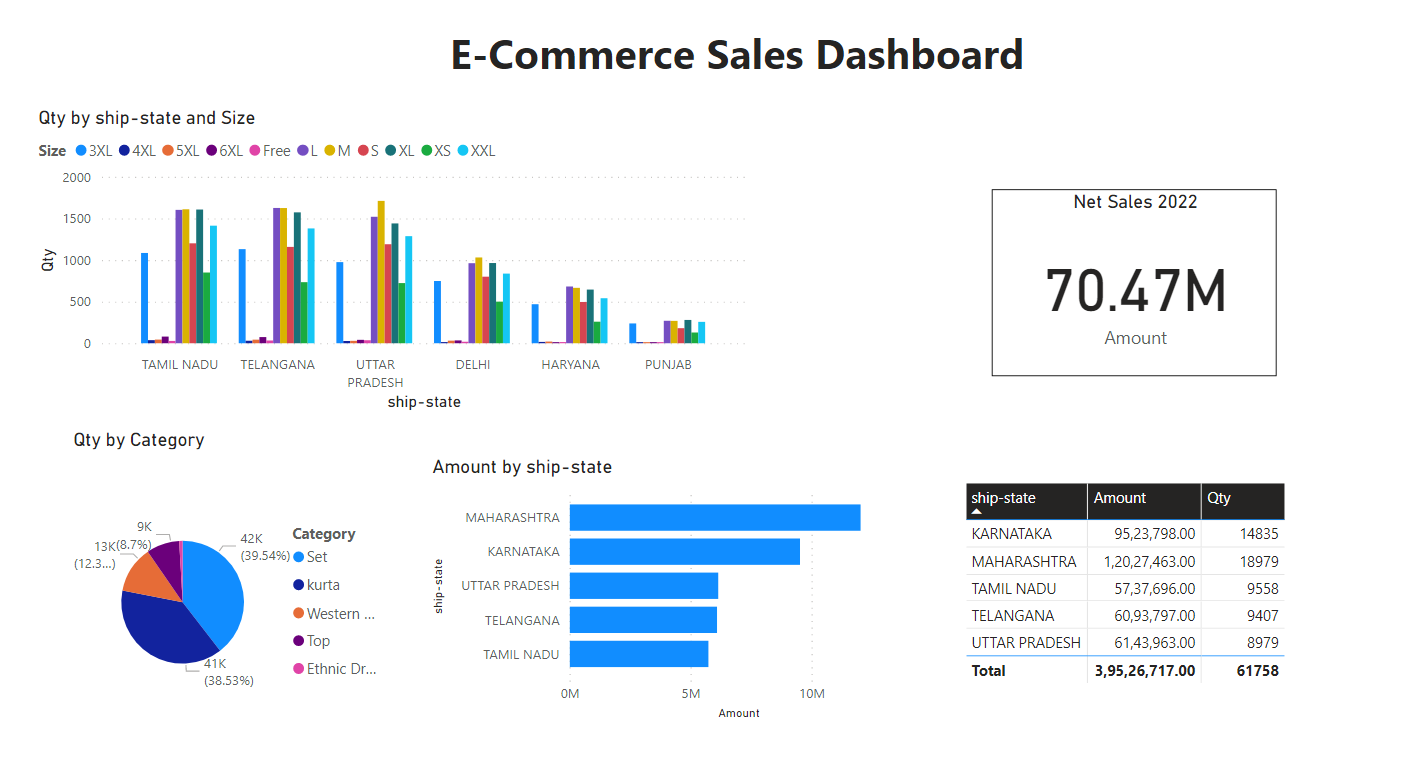 E-Commerce Sales Dashboard
Qty by ship-state and Size
Size 3XL 4XL 5XL 6XL Free L M S XL XS XXL
2000
1500
1000
500
0
Qty
TAMIL NADU TELANGANA UTTAR PRADESH DELHI HARYANA PUNJAB
ship-state
Net Sales 2022
70.47M
Amount
Qty by Category
9K
(8.7%)
13K
(12.3...)
42K
(39.54%)
41K
(38.53%)
Category
Set
kurta
Western ...
Top
Ethnic Dr...
Amount by ship-state
ship-state
MAHARASHTRA
KARNATAKA
UTTAR PRADESH
TELANGANA
TAMIL NADU
0M 5M 10M
Amount
ship-state Amount Qty
KARNATAKA 95,23,798.00 14835
MAHARASHTRA 1,20,27,463.00 18979
TAMIL NADU 57,37,696.00 9558
TELANGANA 60,93,797.00 9407
UTTAR PRADESH 61,43,963.00 8979
Total 3,95,26,717.00 61758